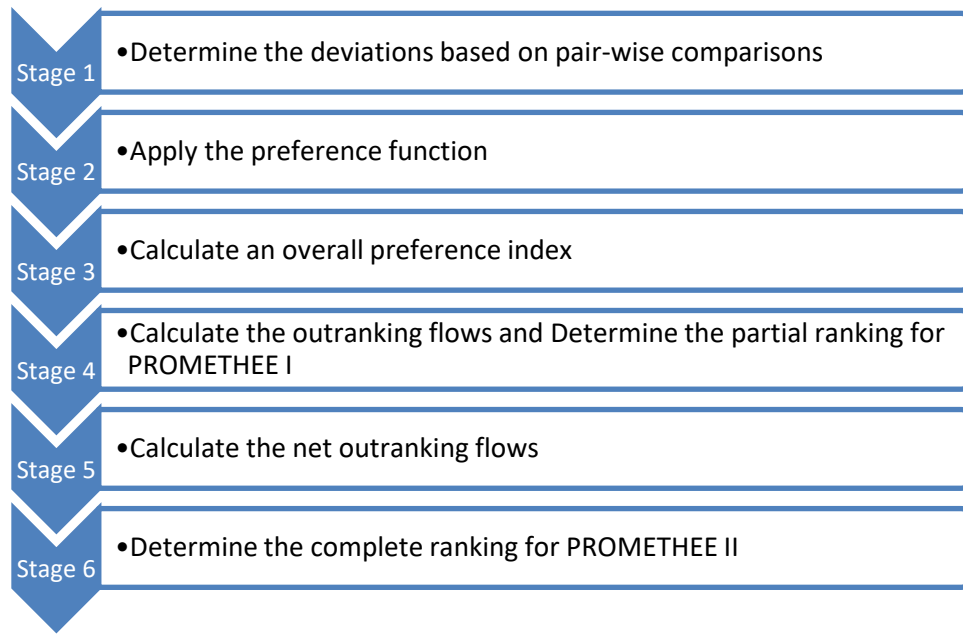 Stage 1
•Determine the deviations based on pair-wise comparisons
Stage 2
•Apply the preference function
Stage 3
•Calculate an overall preference index
Stage 4
•Calculate the outranking flows and Determine the partial ranking for
PROMETHEE I
Stage 5
•Calculate the net outranking flows
Stage 6
•Determine the complete ranking for PROMETHEE II